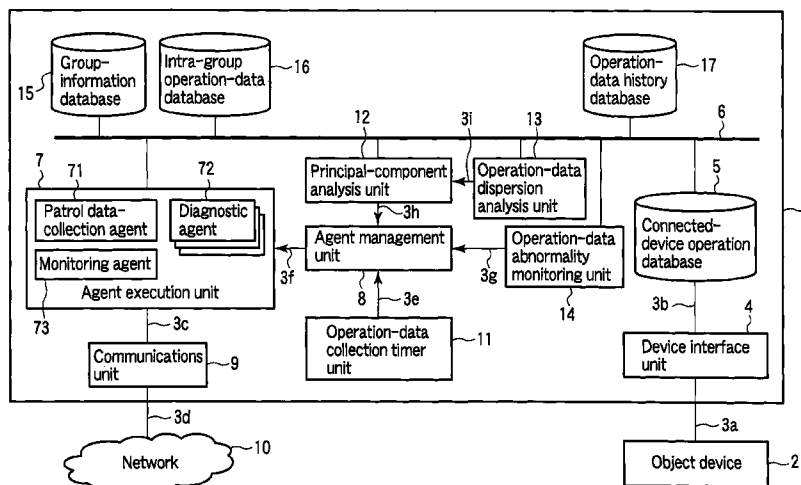 15
Group-
information
database
Intra-group
operation-data
database
16
Operation-
data history
database
17
6
7
71
72
12
3i
13
5
Patrol data-
collection agent
Diagnostic
agent
Monitoring agent
Agent execution unit
73
Principal-component
analysis unit
Operation-data
dispersion analysis unit
3h
3f
Agent management
unit
8
3g
Operation-data
abnormality monitoring unit
14
Connected-
device operation
database
3e
3b
4
3c
Communications
unit
9
Operation-data
collection timer
unit
11
Device interface
unit
3d
3a
Network
10
Object device
2